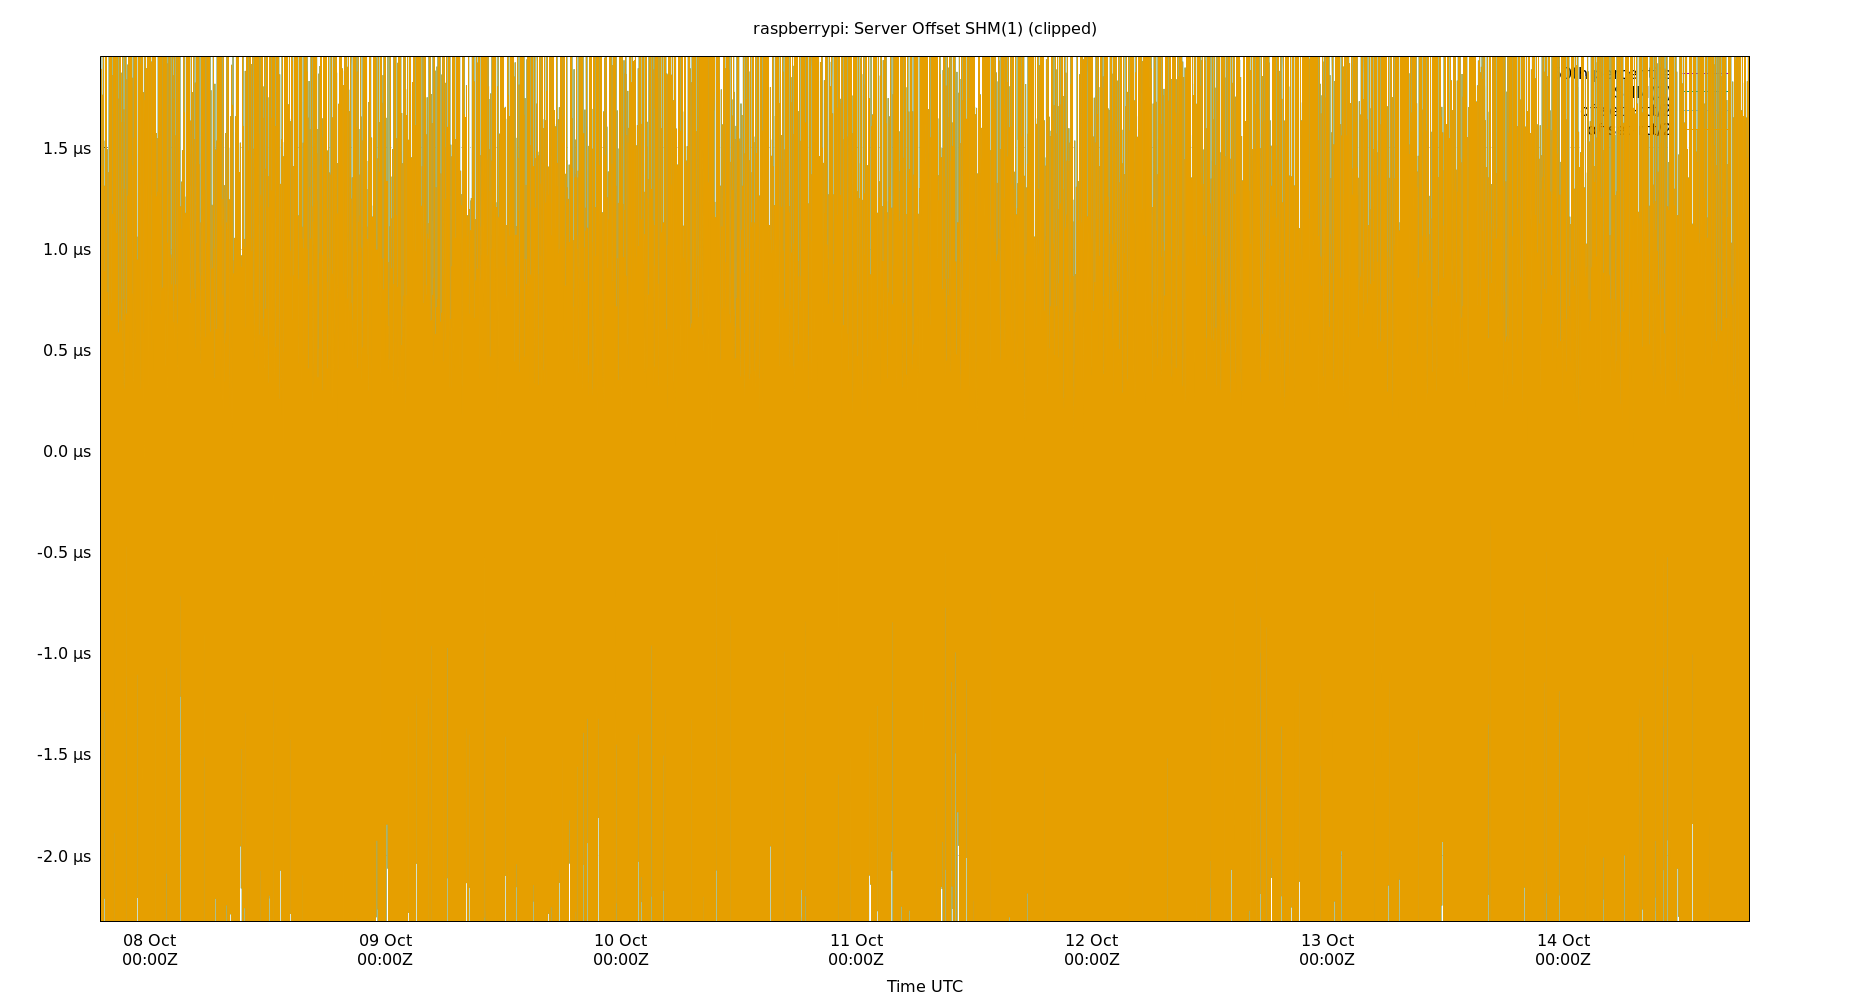 raspberrypi: Server Offset SHM(1) (clipped)
1.5 μs
1.0 μs
0.5 μs
0.0 μs
-0.5 μs
-1.0 μs
-1.5 μs
-2.0 μs
08 Oct 09 Oct 10 Oct 11 Oct 12 Oct 13 Oct 14 Oct
00:00Z 00:00Z 00:00Z 00:00Z 00:00Z 00:00Z 00:00Z
Time UTC